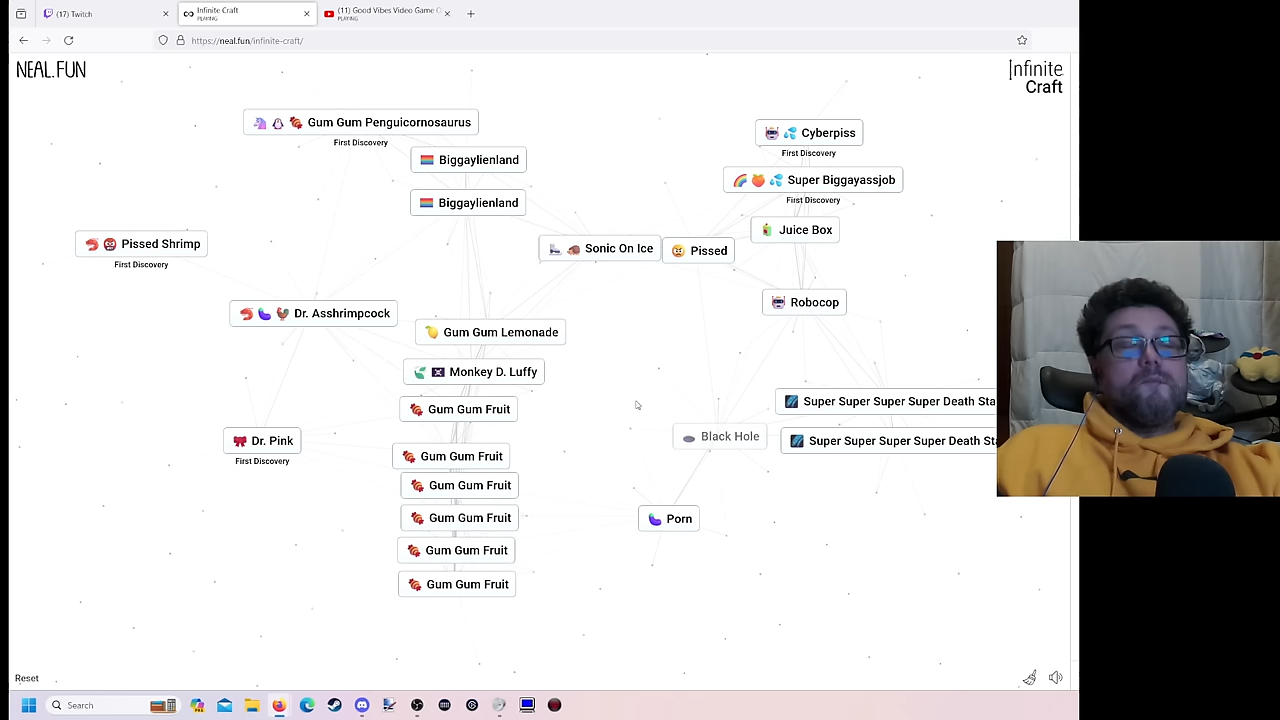 (17) Twitch
Infinite Craft
PLAYING
(11) Good Vibes Video Game
PLAYING
https://neal.fun/infinite-craft/
NEAL.FUN
Infinite
Craft
Gum Gum Penguicornosaurus
First Discovery
Cyberpiss
First Discovery
Biggaylienland
Super Biggayassjob
First Discovery
Biggaylienland
Juice Box
Pissed Shrimp
First Discovery
Sonic On Ice
Pissed
Robocop
Dr. Asshrimpcock
Gum Gum Lemonade
Monkey D. Luffy
Gum Gum Fruit
Super Super Super Super Death Sta
Dr. Pink
First Discovery
Black Hole
Super Super Super Super Death Sta
Gum Gum Fruit
Gum Gum Fruit
Gum Gum Fruit
Porn
Gum Gum Fruit
Gum Gum Fruit
Reset
Search